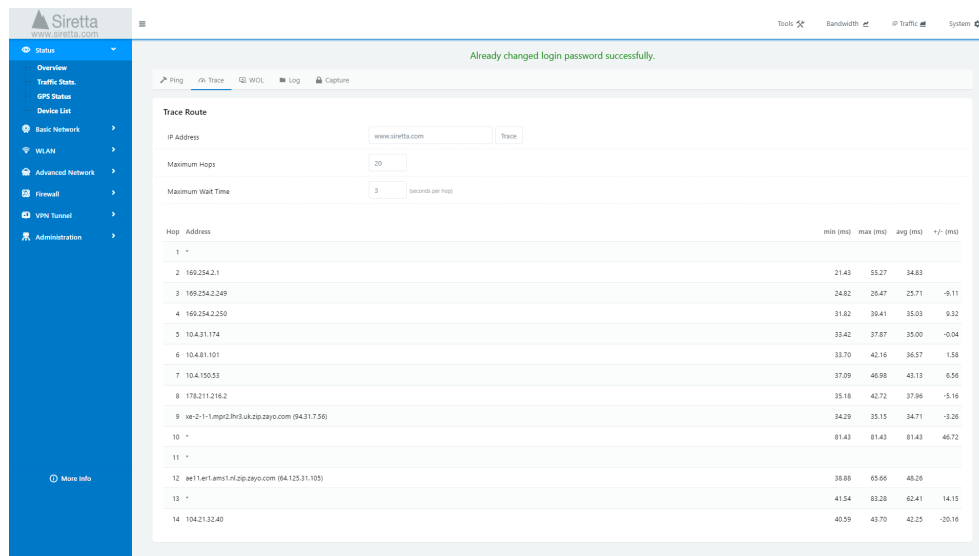 Siretta
www.siretta.com
Tools
Bandwidth
IP Traffic
System
Status
Overview
Traffic Stats.
GPS Status
Device List
Basic Network
WLAN
Advanced Network
Firewall
VPN Tunnel
Administration
More Info
Already changed login password successfully.
Ping Trace WOL Log Capture
Trace Route
IP Address www.siretta.com Trace
Maximum Hops 20
Maximum Wait Time 3 (seconds per hop)
Hop Address min (ms) max (ms) avg (ms) +/- (ms)
1 *
2 169.254.2.1 21.43 55.27 34.83
3 169.254.2.249 24.82 26.47 25.71 -9.11
4 169.254.2.250 31.82 39.41 35.03 9.32
5 10.4.31.174 33.42 37.87 35.00 -0.04
6 10.4.81.101 33.70 42.16 36.57 1.58
7 10.4.150.53 37.09 46.98 43.13 6.56
8 178.211.216.2 35.18 42.72 37.96 -5.16
9 xe-2-1-1.mpr2.lhr3.uk.zip.zayo.com (94.31.7.56) 34.29 35.15 34.71 -3.26
10 * 81.43 81.43 81.43 46.72
11 *
12 ae11.er1.ams1.nl.zip.zayo.com (64.125.31.105) 38.88 65.66 48.26
13 * 41.54 83.28 62.41 14.15
14 104.21.32.40 40.59 43.70 42.25 -20.16